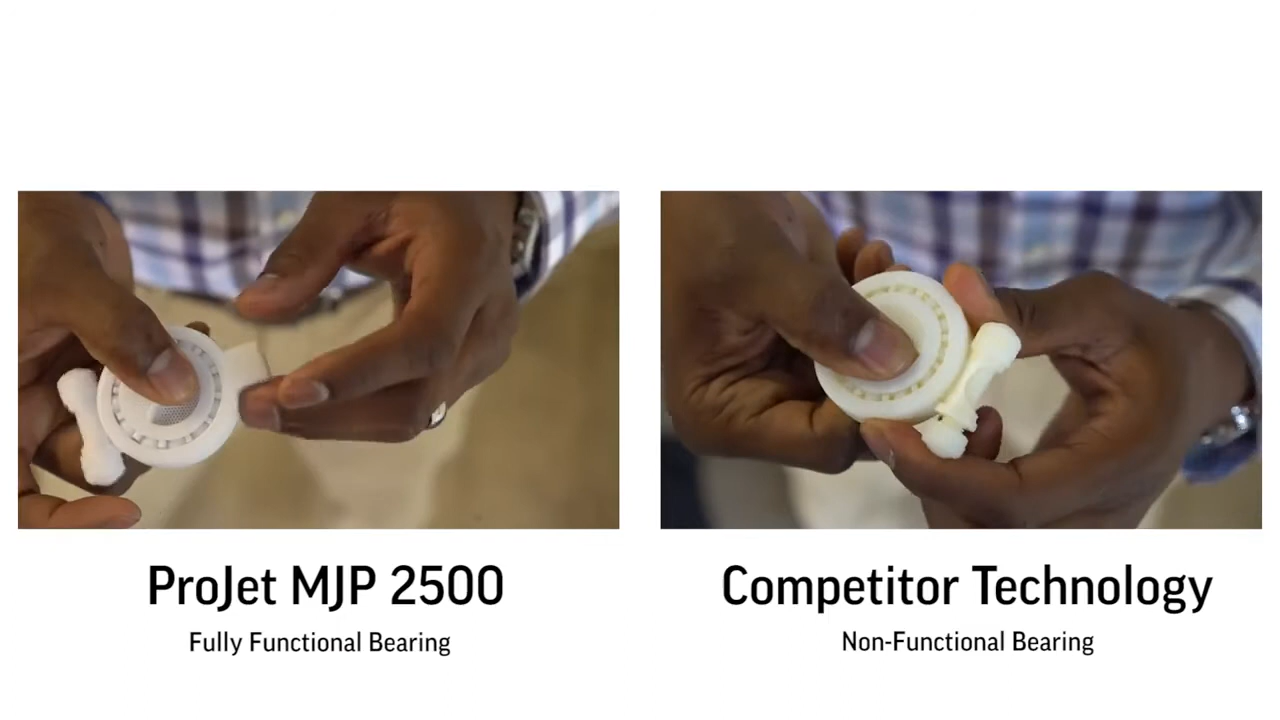 ProJet MJP 2500
Fully Functional Bearing
Competitor Technology
Non-Functional Bearing